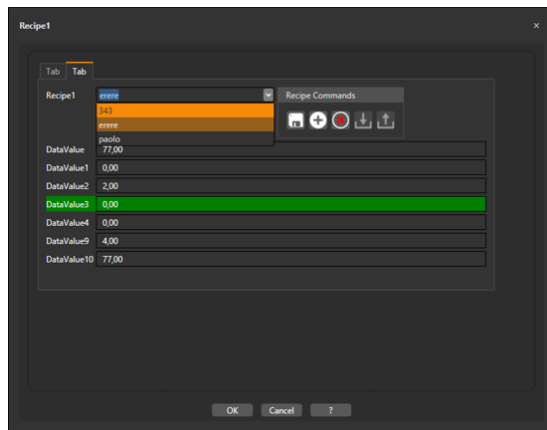 Recipe1
Tab Tab
Recipe1 erere Recipe Commands
343
erere
paolo
DataValue 77,00
DataValue1 0,00
DataValue2 2,00
DataValue3 0,00
DataValue4 0,00
DataValue9 4,00
DataValue10 77,00
OK Cancel ?